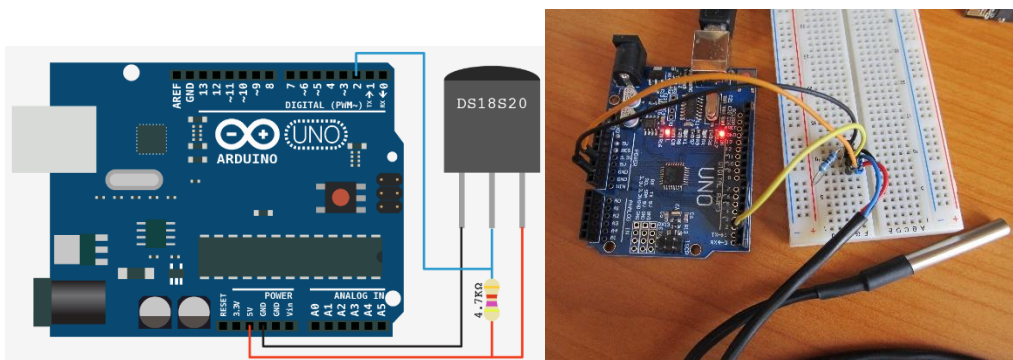 AREF
GND
13
12
~11
~10
~9
8
7
~6
~5
4
~3
2
TX→1
RX←0
DIGITAL (PWM~)
UNO
ARDUINO
DS18S20
4.7KΩ
POWER
ANALOG IN
RESET
3.3V
5V
GND
GND
Vin
A0
A1
A2
A3
A4
A5
UNO